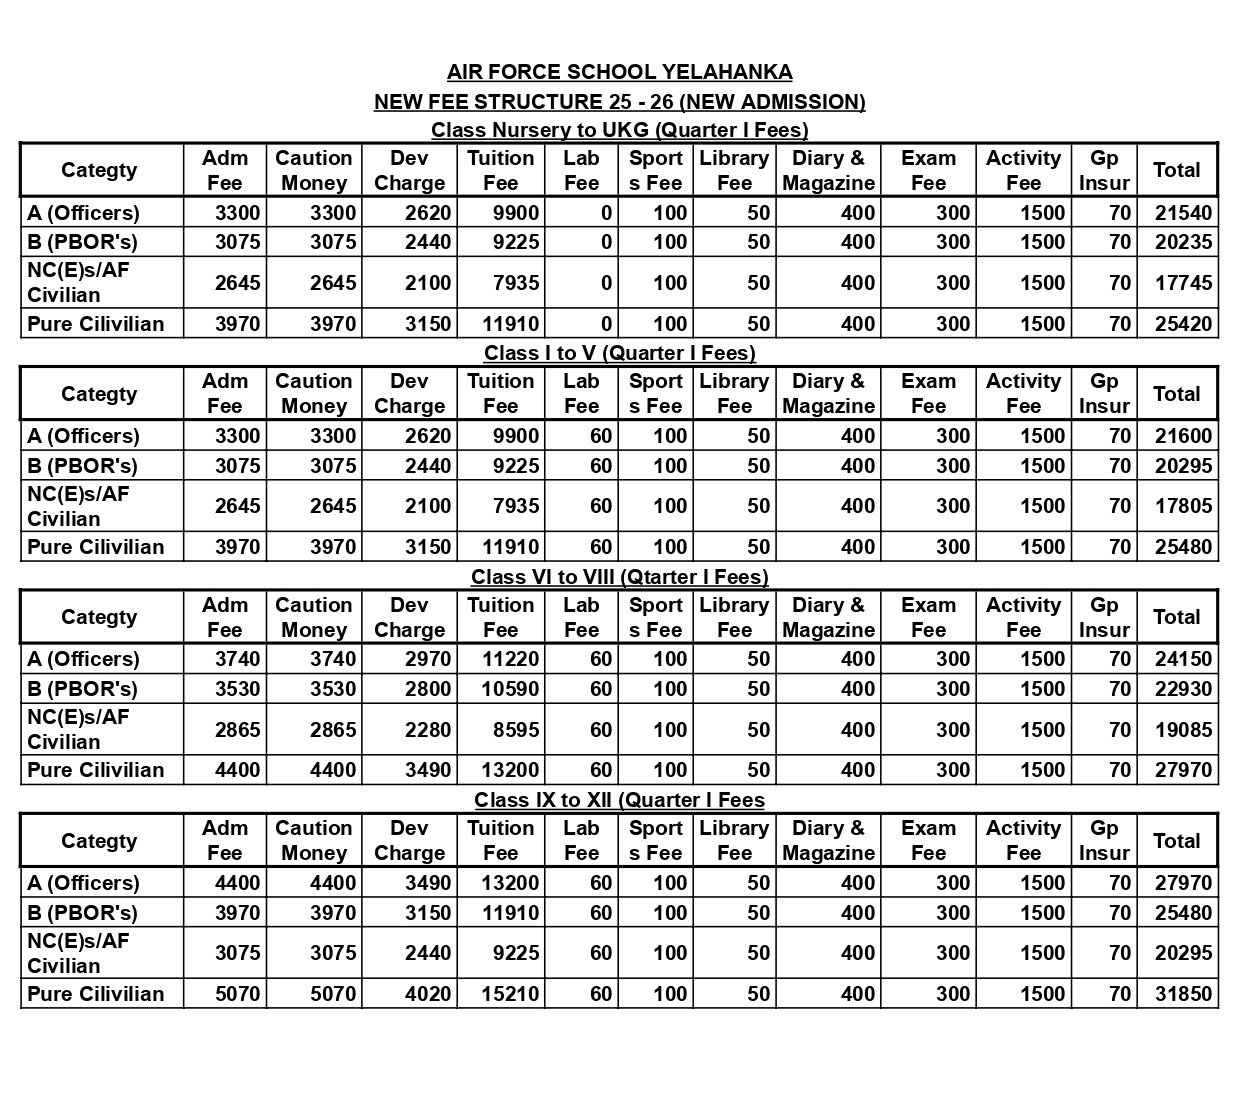 AIR FORCE SCHOOL YELAHANKA
NEW FEE STRUCTURE 25 - 26 (NEW ADMISSION)
Class Nursery to UKG (Quarter I Fees)
Categty Adm Fee Caution Money Dev Charge Tuition Fee Lab Fee Sport s Fee Library Fee Diary & Magazine Exam Fee Activity Fee Gp Insur Total
A (Officers) 3300 3300 2620 9900 0 100 50 400 300 1500 70 21540
B (PBOR's) 3075 3075 2440 9225 0 100 50 400 300 1500 70 20235
NC(E)s/AF Civilian 2645 2645 2100 7935 0 100 50 400 300 1500 70 17745
Pure Cilivilian 3970 3970 3150 11910 0 100 50 400 300 1500 70 25420
Class I to V (Quarter I Fees)
Categty Adm Fee Caution Money Dev Charge Tuition Fee Lab Fee Sport s Fee Library Fee Diary & Magazine Exam Fee Activity Fee Gp Insur Total
A (Officers) 3300 3300 2620 9900 60 100 50 400 300 1500 70 21600
B (PBOR's) 3075 3075 2440 9225 60 100 50 400 300 1500 70 20295
NC(E)s/AF Civilian 2645 2645 2100 7935 60 100 50 400 300 1500 70 17805
Pure Cilivilian 3970 3970 3150 11910 60 100 50 400 300 1500 70 25480
Class VI to VIII (Qtarter I Fees)
Categty Adm Fee Caution Money Dev Charge Tuition Fee Lab Fee Sport s Fee Library Fee Diary & Magazine Exam Fee Activity Fee Gp Insur Total
A (Officers) 3740 3740 2970 11220 60 100 50 400 300 1500 70 24150
B (PBOR's) 3530 3530 2800 10590 60 100 50 400 300 1500 70 22930
NC(E)s/AF Civilian 2865 2865 2280 8595 60 100 50 400 300 1500 70 19085
Pure Cilivilian 4400 4400 3490 13200 60 100 50 400 300 1500 70 27970
Class IX to XII (Quarter I Fees
Categty Adm Fee Caution Money Dev Charge Tuition Fee Lab Fee Sport s Fee Library Fee Diary & Magazine Exam Fee Activity Fee Gp Insur Total
A (Officers) 4400 4400 3490 13200 60 100 50 400 300 1500 70 27970
B (PBOR's) 3970 3970 3150 11910 60 100 50 400 300 1500 70 25480
NC(E)s/AF Civilian 3075 3075 2440 9225 60 100 50 400 300 1500 70 20295
Pure Cilivilian 5070 5070 4020 15210 60 100 50 400 300 1500 70 31850